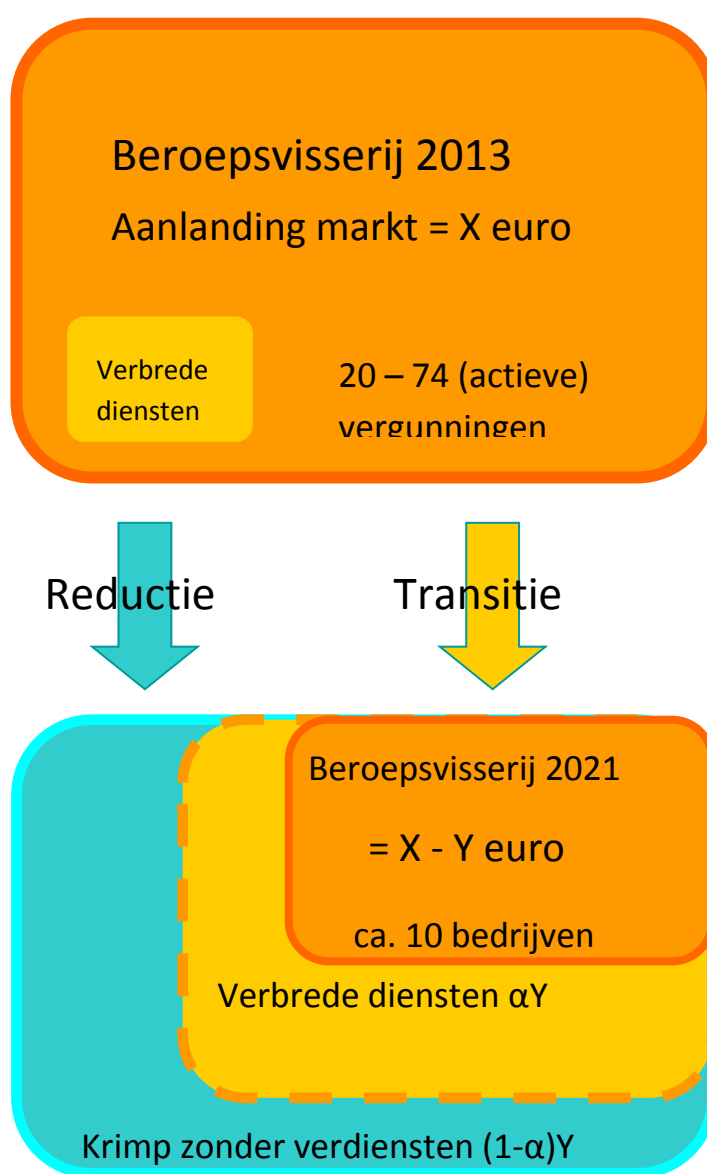 Beroepsvisserij 2013
Aanlanding markt = X euro
Verbrede
diensten
20 – 74 (actieve)
vergunningen
Reductie
Transitie
Beroepsvisserij 2021
= X - Y euro
ca. 10 bedrijven
Verbrede diensten αY
Krimp zonder verdiensten (1-α)Y